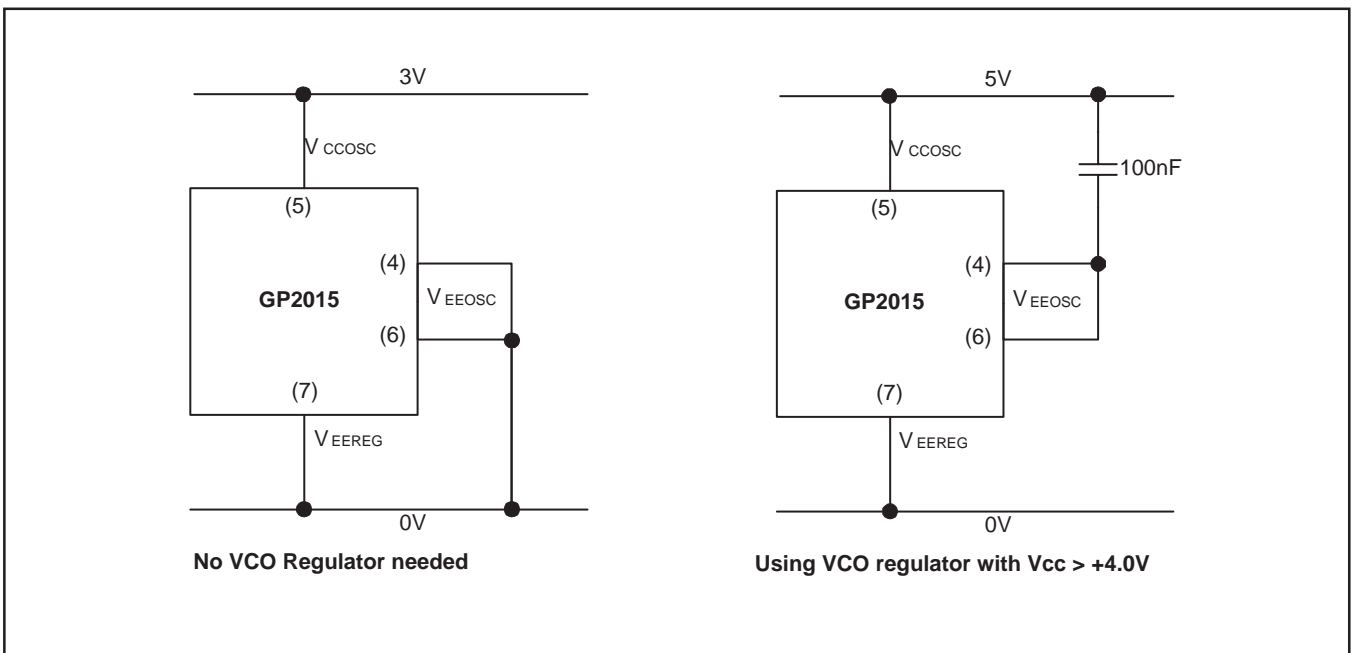 3V
V CCOSC
(5)
(4)
GP2015
V EEOSC
(6)
(7)
V EEREG
0V
No VCO Regulator needed
5V
V CCOSC
100nF
(5)
(4)
GP2015
V EEOSC
(6)
(7)
V EEREG
0V
Using VCO regulator with Vcc > +4.0V